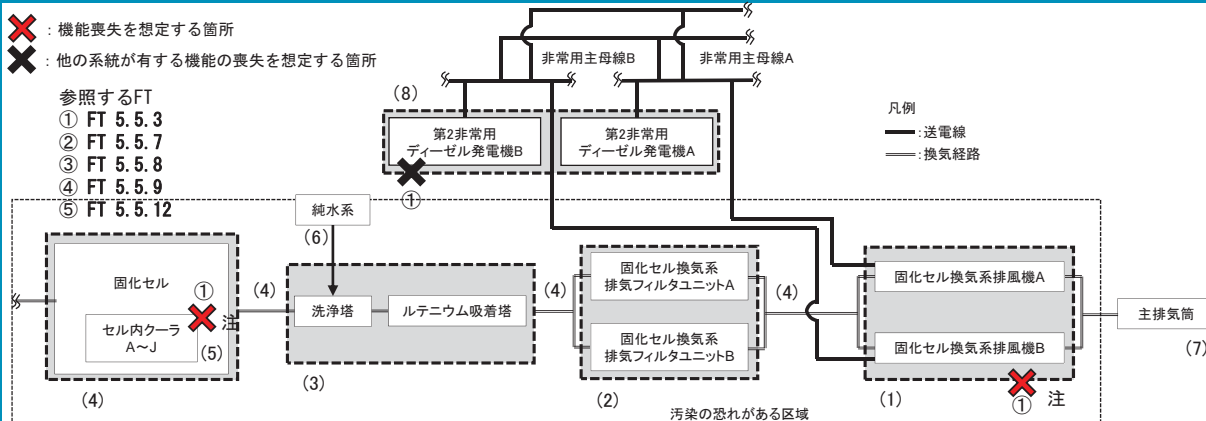 ：機能喪失を想定する箇所
：他の系統が有する機能の喪失を想定する箇所
参照するFT
① FT 5.5.3
② FT 5.5.7
③ FT 5.5.8
④ FT 5.5.9
⑤ FT 5.5.12
非常用主母線B
非常用主母線A
(8)
第2非常用
ディーゼル発電機B
第2非常用
ディーゼル発電機A
①
凡例
：送電線
：換気経路
純水系
(6)
固化セル
①
注
セル内クーラ
A～J
(5)
(4)
(4)
洗浄塔
ルテニウム吸着塔
(3)
(4)
固化セル換気系
排気フィルタユニットA
固化セル換気系
排気フィルタユニットB
(2)
(4)
固化セル換気系排風機A
固化セル換気系排風機B
(1)
①
注
主排気筒
(7)
汚染の恐れがある区域